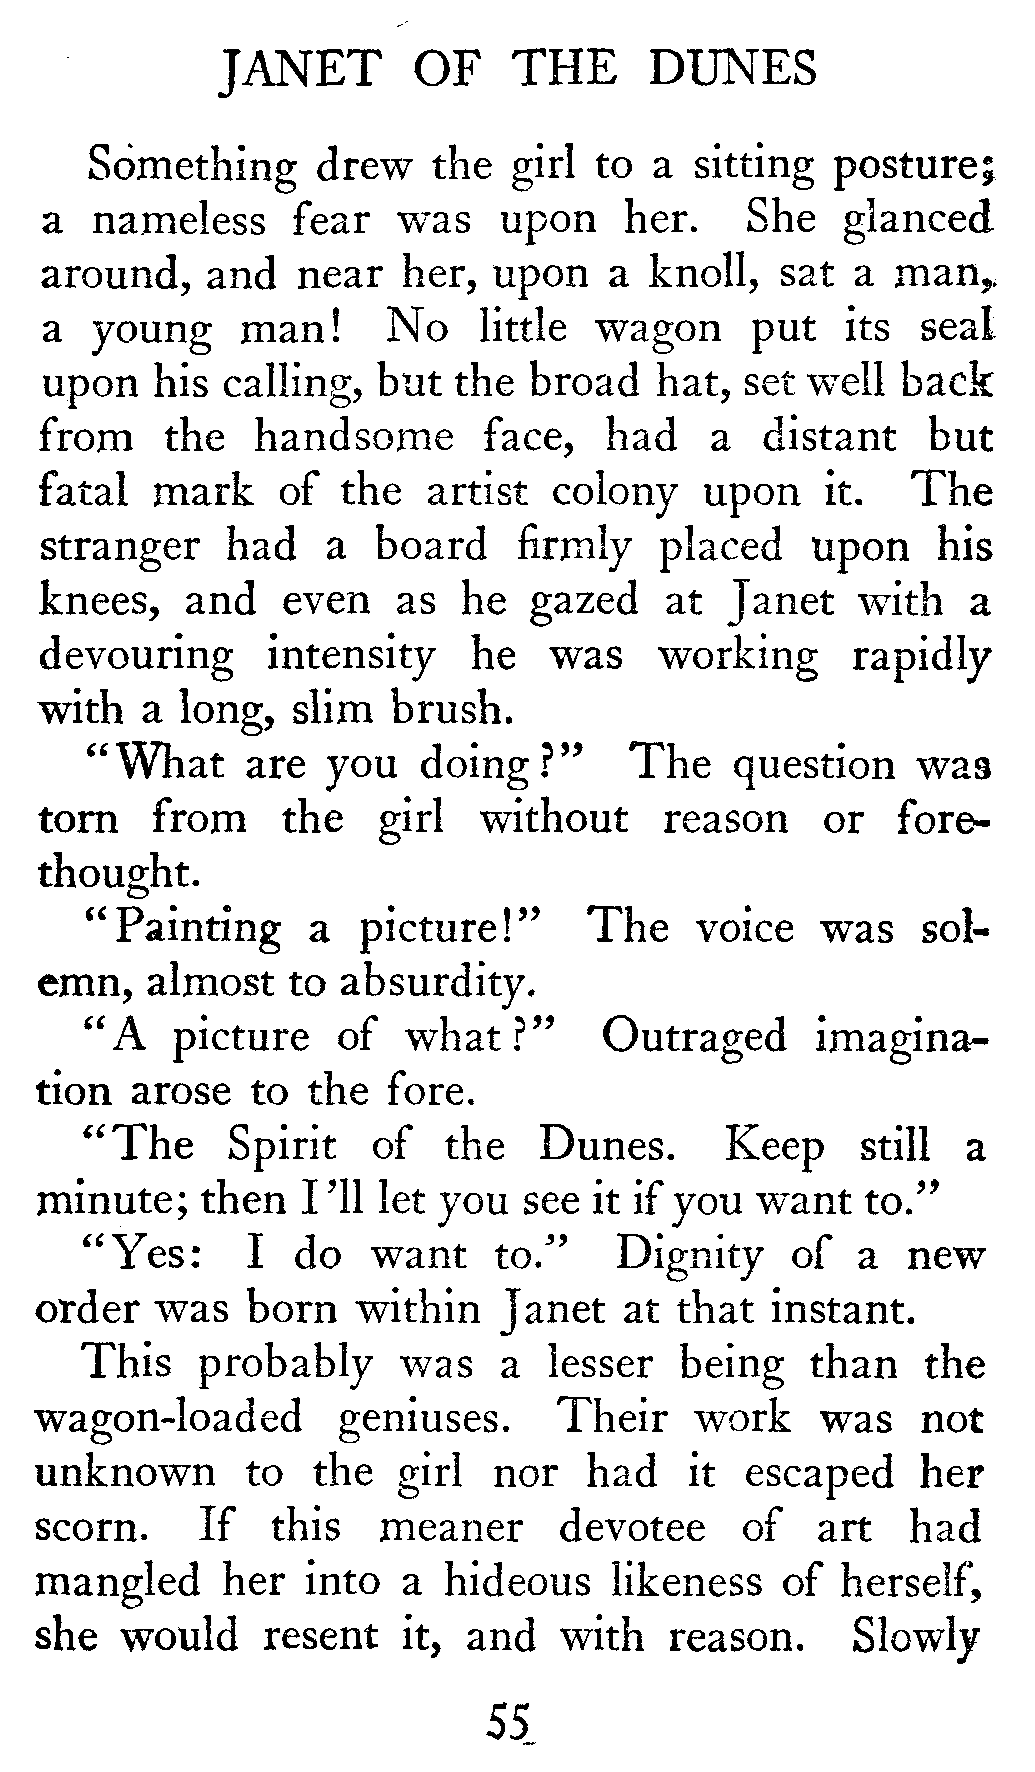 JANET OF THE DUNES
Something drew the girl to a sitting posture;
a nameless fear was upon her. She glanced
around, and near her, upon a knoll, sat a man,
a young man! No little wagon put its seal
upon his calling, but the broad hat, set well back
from the handsome face, had a distant but
fatal mark of the artist colony upon it. The
stranger had a board firmly placed upon his
knees, and even as he gazed at Janet with a
devouring intensity he was working rapidly
with a long, slim brush.
"What are you doing?" The question was
torn from the girl without reason or fore-
thought.
"Painting a picture!" The voice was sol-
emn, almost to absurdity.
"A picture of what?" Outraged imagina-
tion arose to the fore.
"The Spirit of the Dunes. Keep still a
minute; then I'll let you see it if you want to."
"Yes: I do want to." Dignity of a new
order was born within Janet at that instant.
This probably was a lesser being than the
wagon-loaded geniuses. Their work was not
unknown to the girl nor had it escaped her
scorn. If this meaner devotee of art had
mangled her into a hideous likeness of herself,
she would resent it, and with reason. Slowly
55